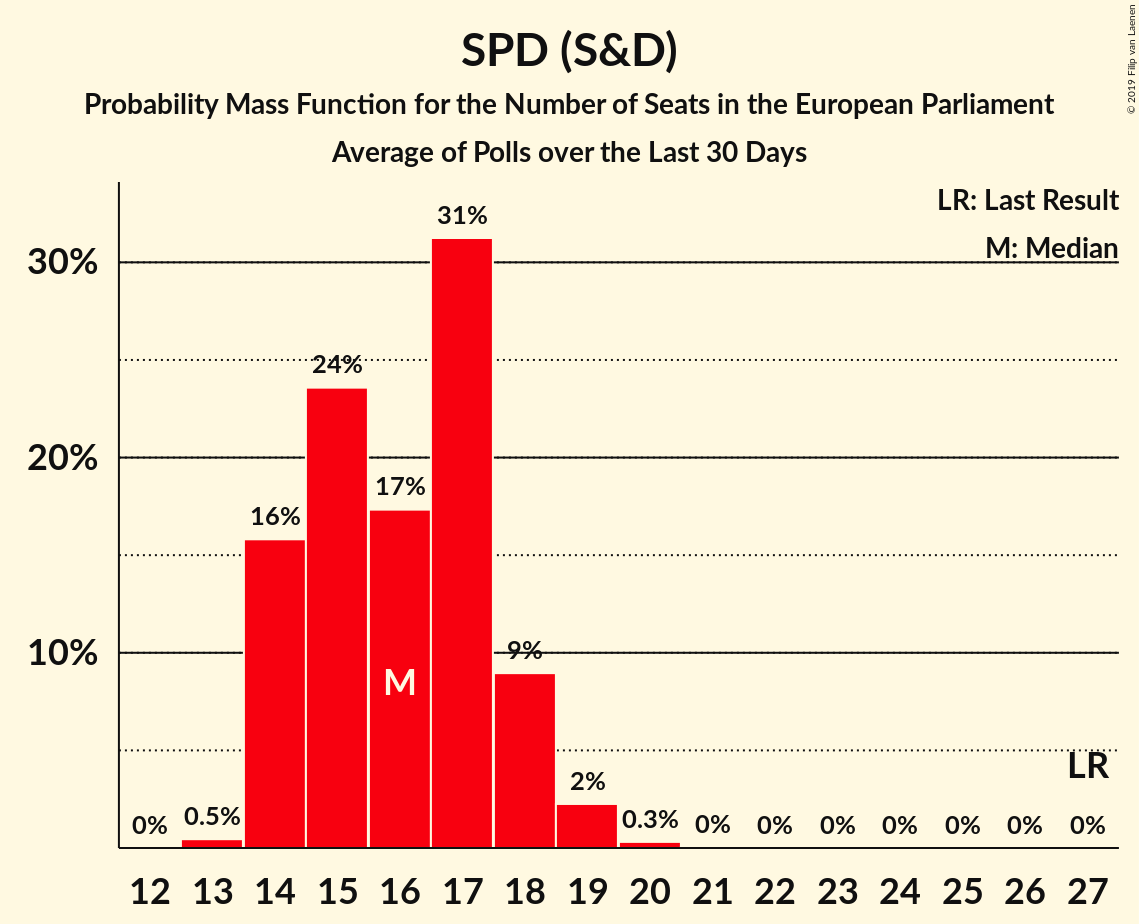 SPD (S&D)
Probability Mass Function for the Number of Seats in the European Parliament
Average of Polls over the Last 30 Days
© 2019 Filip van Laenen
LR: Last Result
M: Median
31%
30%
24%
20%
17%
16%
10%
9%
M
LR
2%
0% 0.5% 0.3% 0% 0% 0% 0% 0% 0% 0%
12 13 14 15 16 17 18 19 20 21 22 23 24 25 26 27